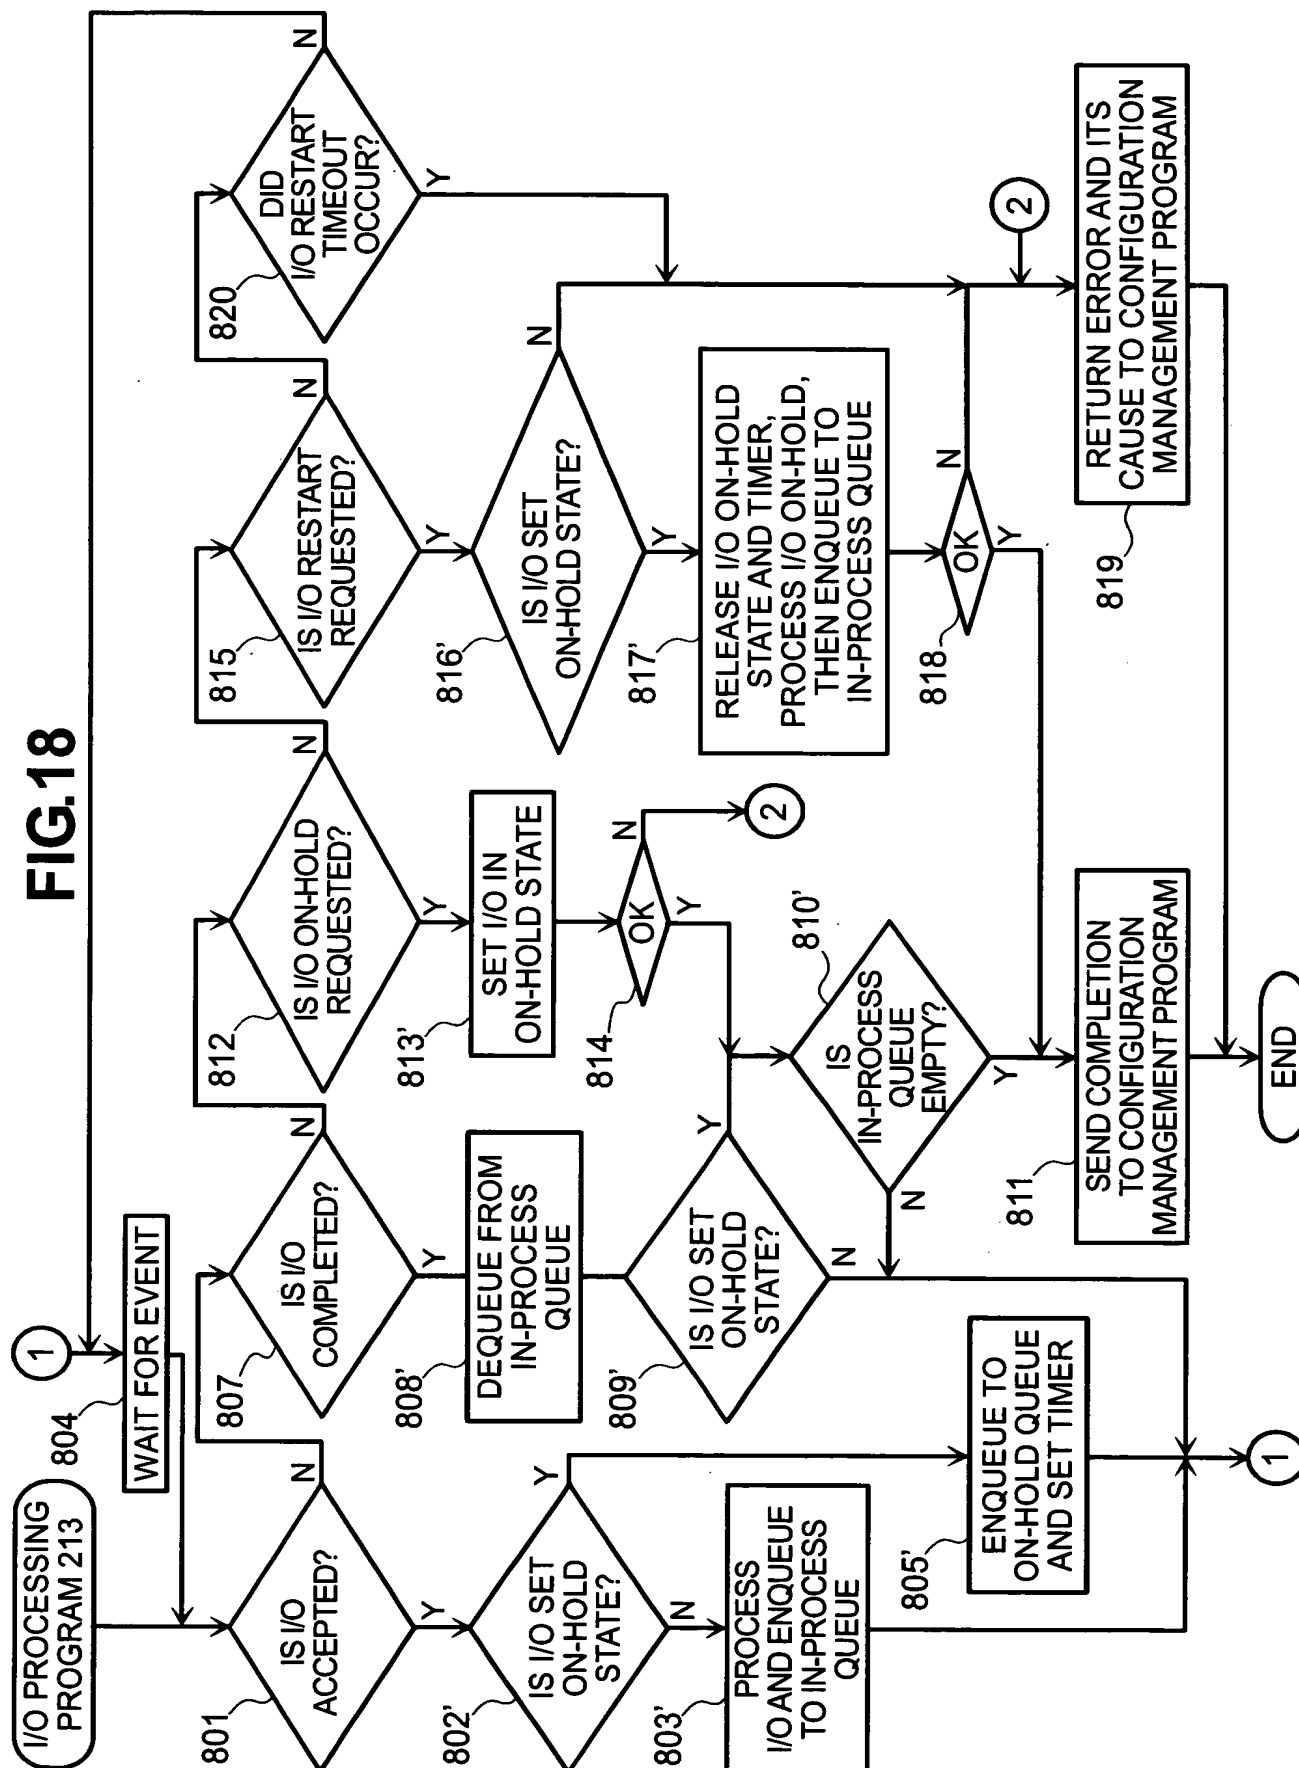 FIG.18
I/O PROCESSING
PROGRAM 213
1
804
WAIT FOR EVENT
801
IS I/O
ACCEPTED?
N
Y
802'
IS I/O SET
ON-HOLD
STATE?
Y
N
803'
PROCESS
I/O AND ENQUEUE
TO IN-PROCESS
QUEUE
805'
ENQUEUE TO
ON-HOLD QUEUE
AND SET TIMER
1
807
IS I/O
COMPLETED?
N
Y
808'
DEQUEUE FROM
IN-PROCESS
QUEUE
809'
IS I/O SET
ON-HOLD
STATE?
Y
N
812
IS I/O ON-HOLD
REQUESTED?
N
Y
813'
SET I/O IN
ON-HOLD STATE
814
OK
N
Y
2
810'
IS
IN-PROCESS
QUEUE
EMPTY?
N
Y
811
SEND COMPLETION
TO CONFIGURATION
MANAGEMENT PROGRAM
815
IS I/O RESTART
REQUESTED?
N
Y
816'
IS I/O SET
ON-HOLD STATE?
N
Y
817'
RELEASE I/O ON-HOLD
STATE AND TIMER,
PROCESS I/O ON-HOLD,
THEN ENQUEUE TO
IN-PROCESS QUEUE
818
OK
N
Y
820
DID
I/O RESTART
TIMEOUT
OCCUR?
N
Y
2
819
RETURN ERROR AND ITS
CAUSE TO CONFIGURATION
MANAGEMENT PROGRAM
END